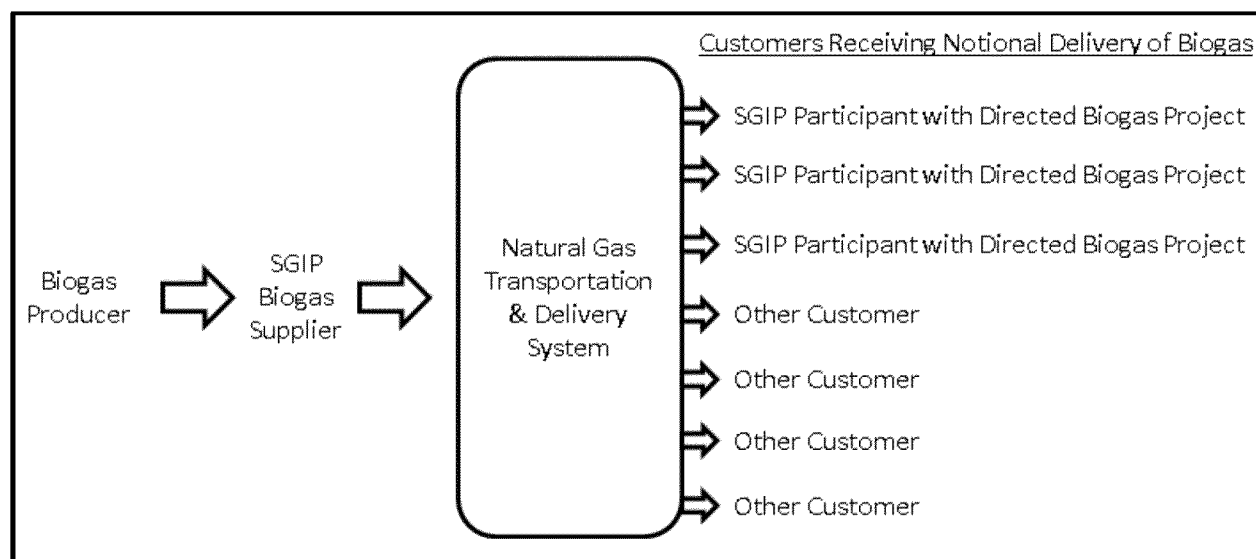 Customers Receiving Notional Delivery of Biogas
Biogas
Producer
SGIP
Biogas
Supplier
Natural Gas
Transportation
& Delivery
System
SGIP Participant with Directed Biogas Project
SGIP Participant with Directed Biogas Project
SGIP Participant with Directed Biogas Project
Other Customer
Other Customer
Other Customer
Other Customer